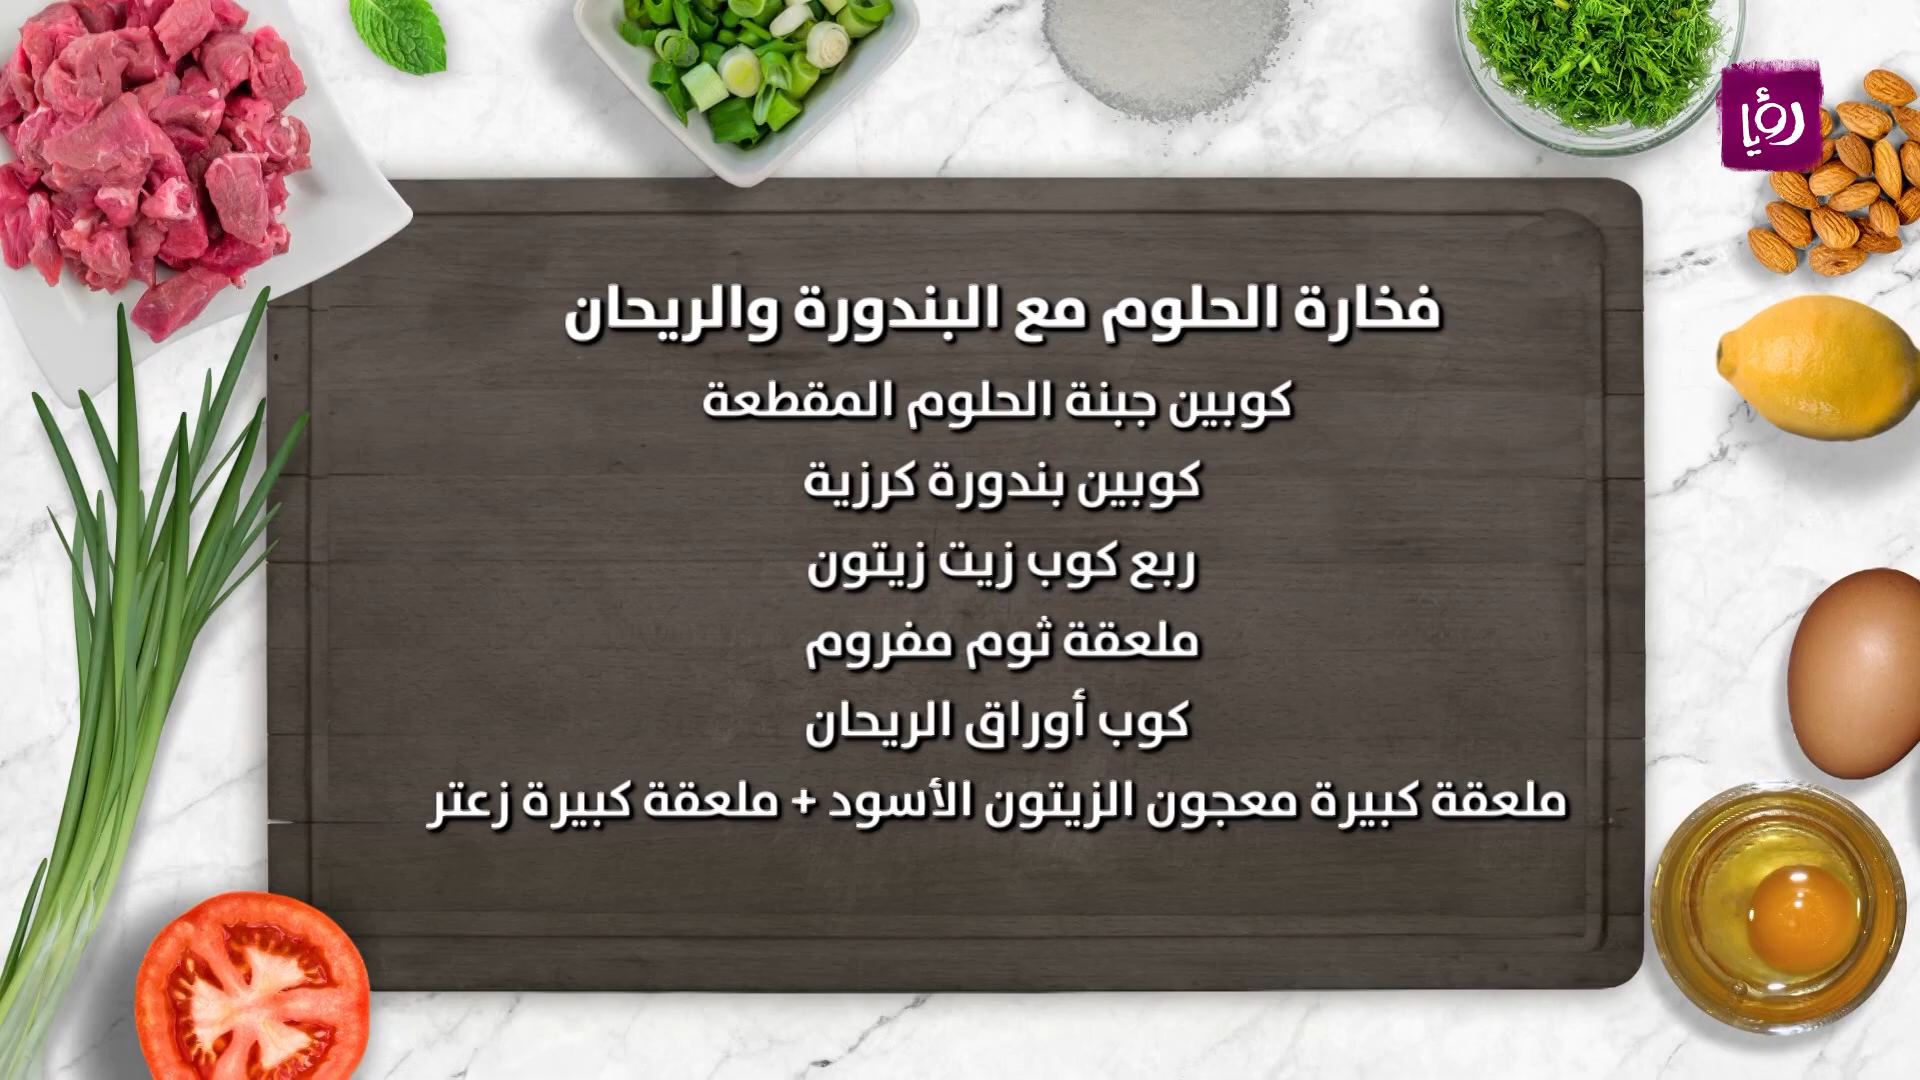 رؤيا
فخارة الحلوم مع البندورة والريحان
كوبين جبنة الحلوم المقطعة
كوبين بندورة كرزية
ربع كوب زيت زيتون
ملعقة ثوم مفروم
كوب أوراق الريحان
ملعقة كبيرة معجون الزيتون الأسود + ملعقة كبيرة زعتر